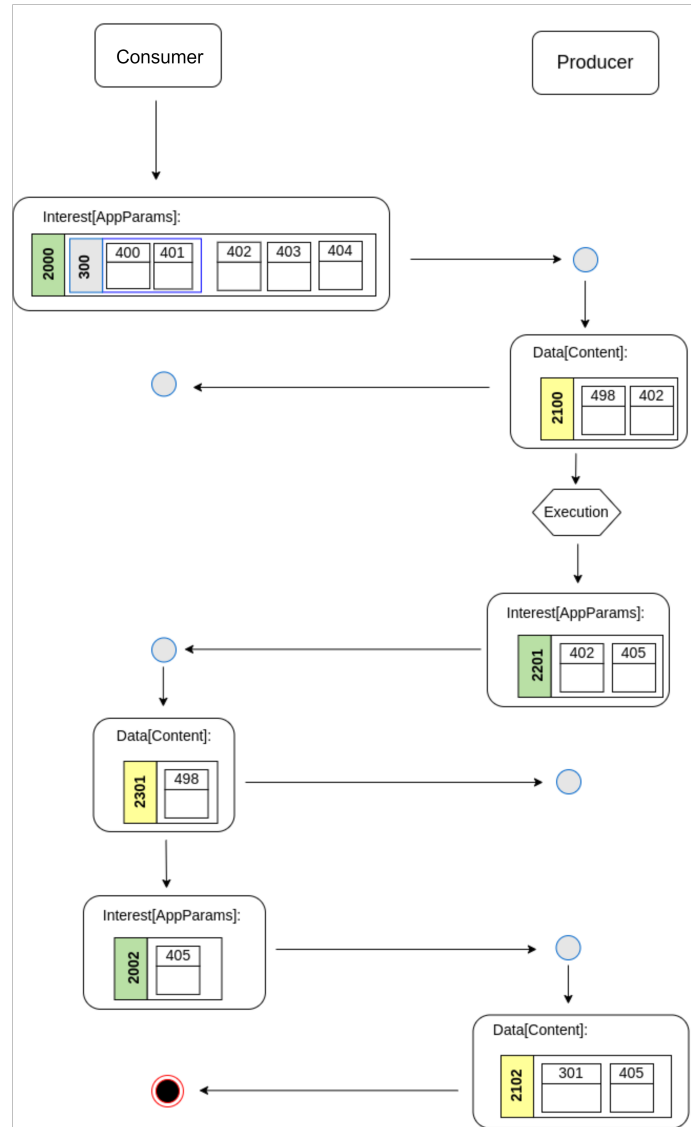 Consumer
Producer
Interest[AppParams]:
2000
300
400
401
402
403
404
Data[Content]:
2100
498
402
Execution
Interest[AppParams]:
2201
402
405
Data[Content]:
2301
498
Interest[AppParams]:
2002
405
Data[Content]:
2102
301
405